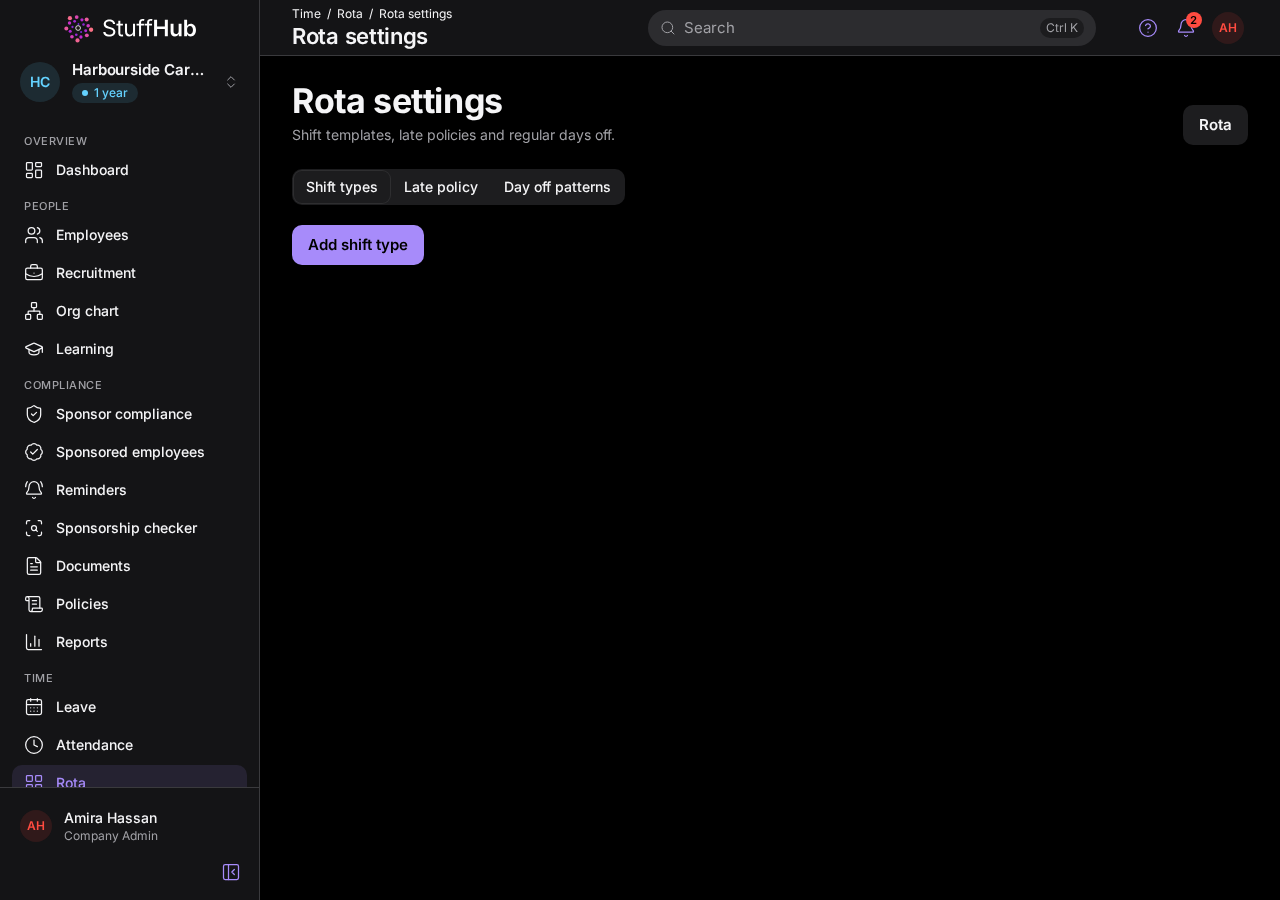 StuffHub
HC
Harbourside Car...
1 year
OVERVIEW
Dashboard
PEOPLE
Employees
Recruitment
Org chart
Learning
COMPLIANCE
Sponsor compliance
Sponsored employees
Reminders
Sponsorship checker
Documents
Policies
Reports
TIME
Leave
Attendance
Rota
AH
Amira Hassan
Company Admin
Time / Rota / Rota settings
Rota settings
Search
Ctrl K
2
AH
Rota settings
Shift templates, late policies and regular days off.
Rota
Shift types
Late policy
Day off patterns
Add shift type